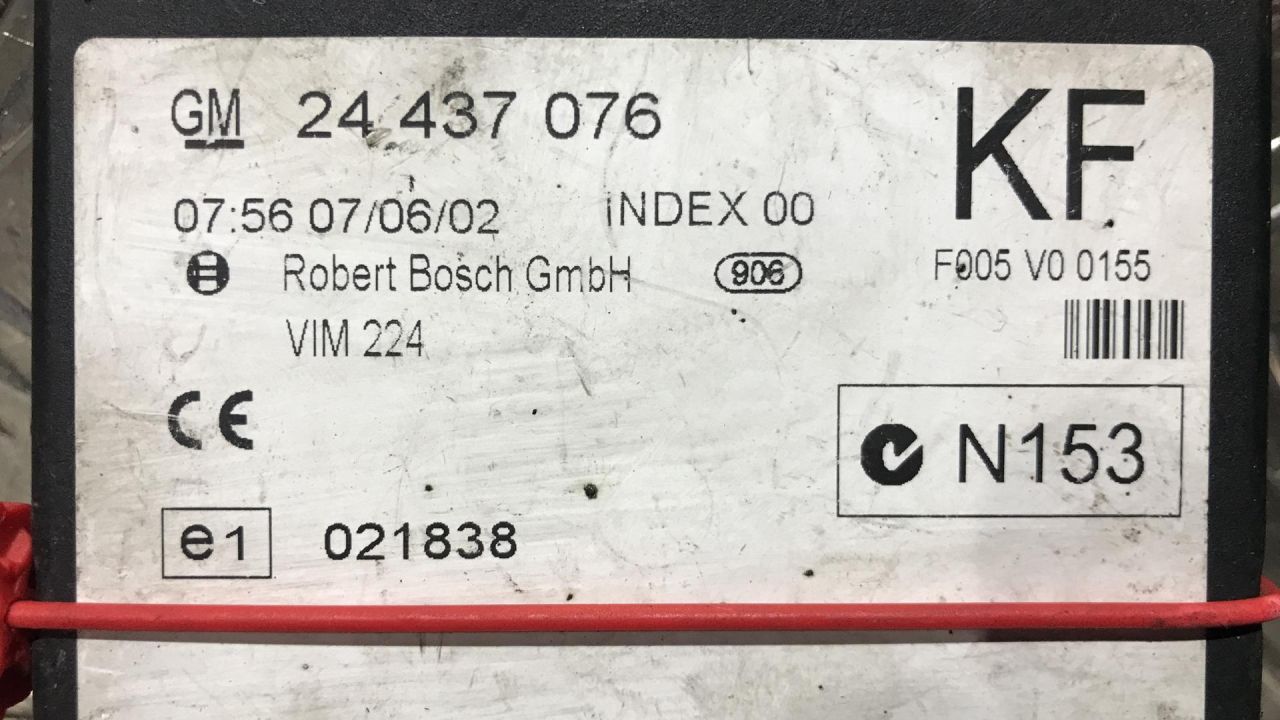 GM 24 437 076
KF
07:56 07/06/02 iNDEX 00
Robert Bosch GmbH 906
F005 V0 0155
VIM 224
CE
N153
e1 021838